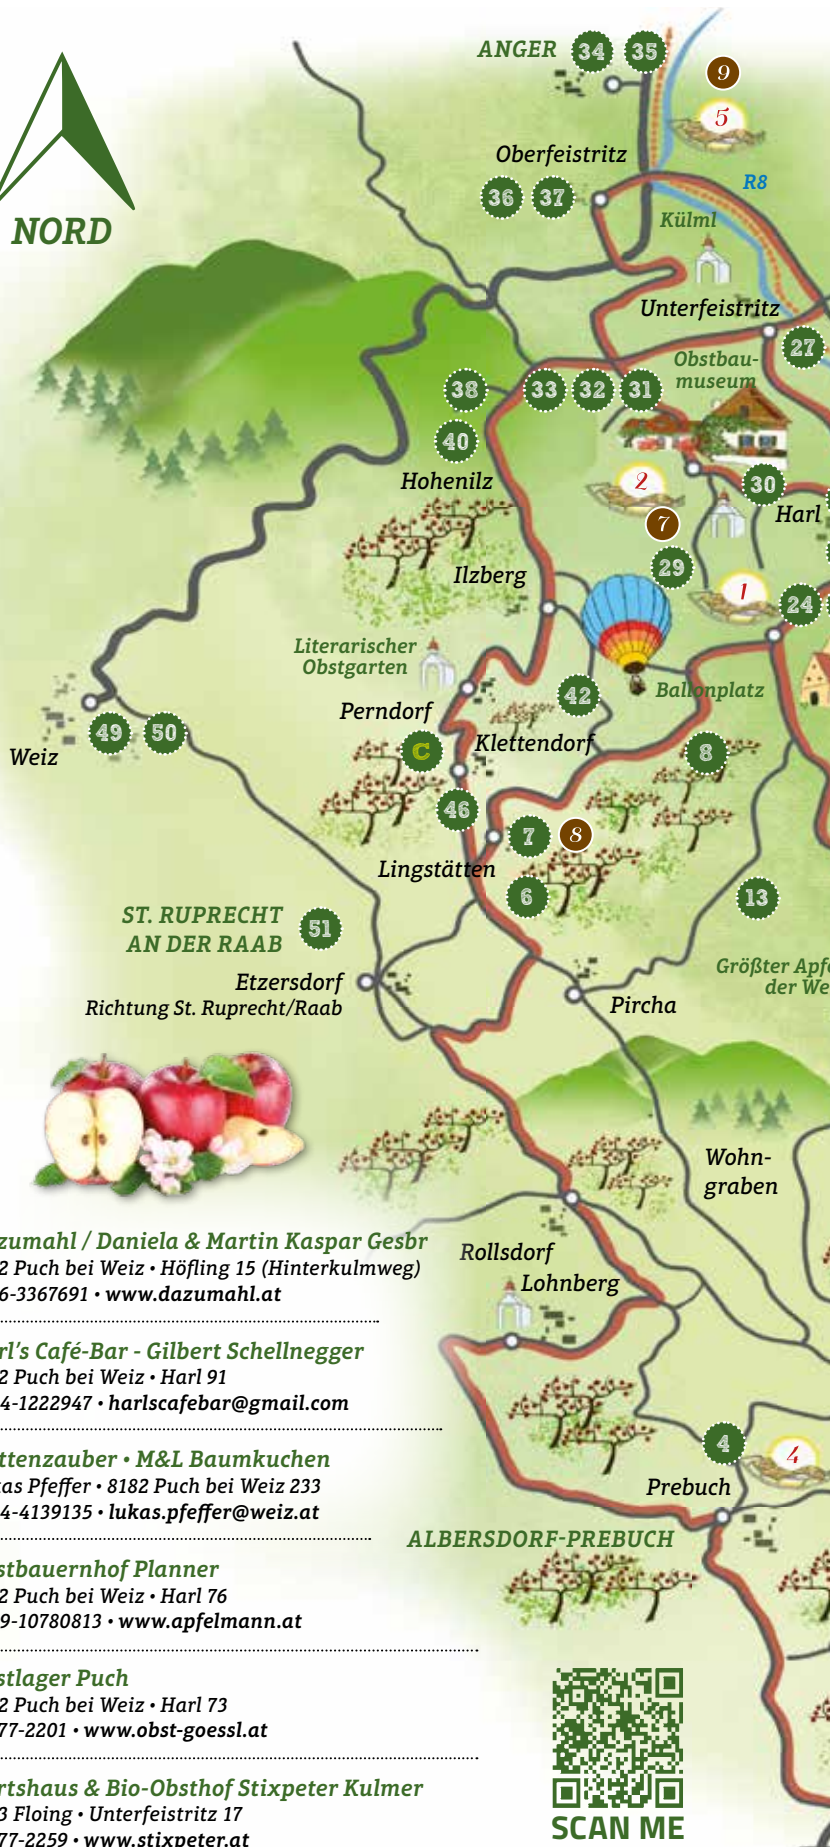 ANGER 34 35
9
5
Oberfeistritz
NORD
36 37
R8
Külml
Unterfeistritz
27
Obstbau-
museum
38 33 32 31
40
Hohenilz
2
30
Harl
7
Ilzberg
29
1
24
Literarischer
Obstgarten
42
Ballonplatz
Perndorf
49 50
Weiz
C
Klettendorf
8
46
7 8
Lingstätten
6
13
ST. RUPRECHT
AN DER RAAB
51
Größter Apf
der We
Etzersdorf
Richtung St. Ruprecht/Raab
Pircha
Wohn-
graben
zumahl / Daniela & Martin Kaspar Gesbr
2 Puch bei Weiz • Höfling 15 (Hinterkulmweg)
6-3367691 • www.dazumahl.at
Rollsdorf
Lohnberg
rl's Café-Bar - Gilbert Schellnegger
2 Puch bei Weiz • Harl 91
4-1222947 • harlscafebar@gmail.com
4
4
ttenzauber • M&L Baumkuchen
as Pfeffer • 8182 Puch bei Weiz 233
4-4139135 • lukas.pfeffer@weiz.at
Prebuch
ALBERSDORF-PREBUCH
stbauernhof Planner
2 Puch bei Weiz • Harl 76
9-10780813 • www.apfelmann.at
stlager Puch
2 Puch bei Weiz • Harl 73
77-2201 • www.obst-goessl.at
rtshaus & Bio-Obsthof Stixpeter Kulmer
3 Floing • Unterfeistritz 17
77-2259 • www.stixpeter.at
SCAN ME